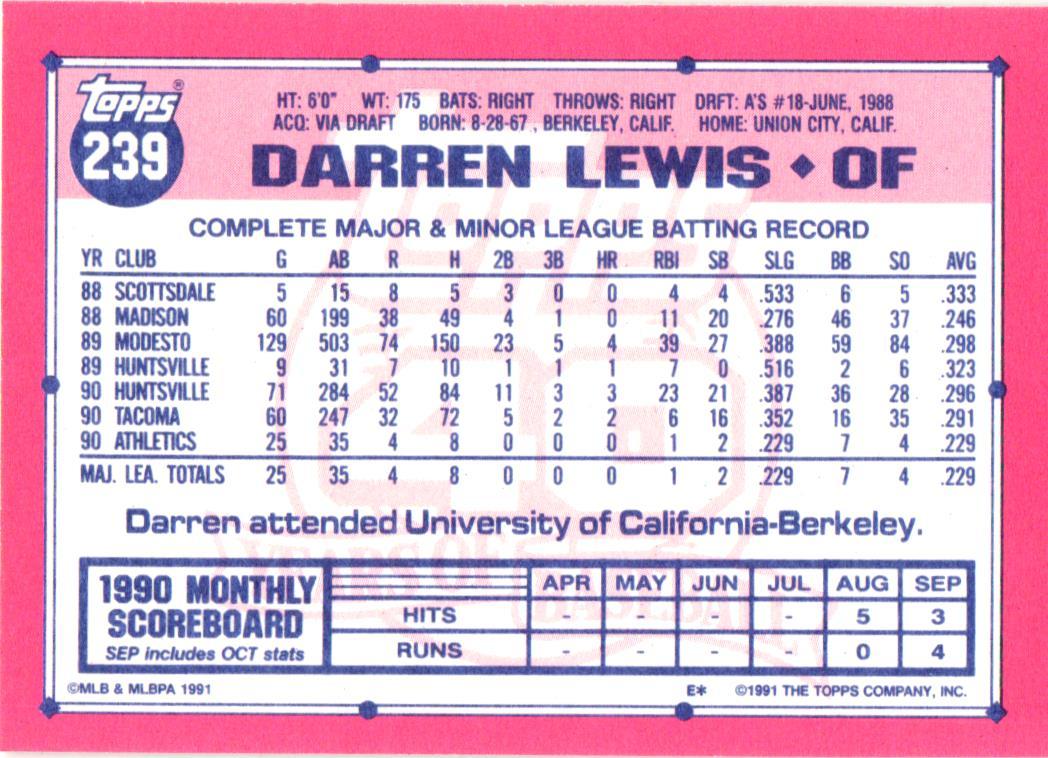 Topps®
239
HT: 6'0" WT: 175 BATS: RIGHT THROWS: RIGHT DRFT: A'S #18-JUNE, 1988
ACQ: VIA DRAFT BORN: 8-28-67, BERKELEY, CALIF. HOME: UNION CITY, CALIF.
DARREN LEWIS ◆ OF
TOPPS 40 YEARS OF BASEBALL
COMPLETE MAJOR & MINOR LEAGUE BATTING RECORD
YR CLUB G AB R H 2B 3B HR RBI SB SLG BB SO AVG
88 SCOTTSDALE 5 15 8 5 3 0 0 4 4 .533 6 5 .333
88 MADISON 60 199 38 49 4 1 0 11 20 .276 46 37 .246
89 MODESTO 129 503 74 150 23 5 4 39 27 .388 59 84 .298
89 HUNTSVILLE 9 31 7 10 1 1 1 7 0 .516 2 6 .323
90 HUNTSVILLE 71 284 52 84 11 3 3 23 21 .387 36 28 .296
90 TACOMA 60 247 32 72 5 2 2 6 16 .352 16 35 .291
90 ATHLETICS 25 35 4 8 0 0 0 1 2 .229 7 4 .229
MAJ. LEA. TOTALS 25 35 4 8 0 0 0 1 2 .229 7 4 .229
Darren attended University of California-Berkeley.
1990 MONTHLY
SCOREBOARD
SEP includes OCT stats
APR MAY JUN JUL AUG SEP
HITS - - - - 5 3
RUNS - - - - 0 4
©MLB & MLBPA 1991 E* ©1991 THE TOPPS COMPANY, INC.